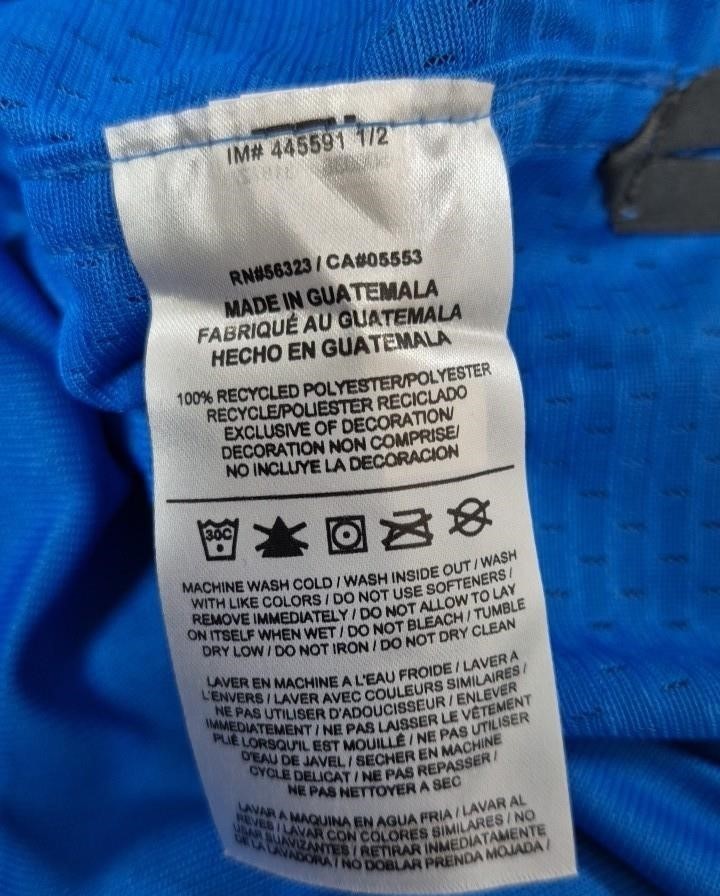 IM# 445591 1/2
RN#56323 / CA#05553
MADE IN GUATEMALA
FABRIQUÉ AU GUATEMALA
HECHO EN GUATEMALA
100% RECYCLED POLYESTER/POLYESTER
RECYCLE/POLIESTER RECICLADO
EXCLUSIVE OF DECORATION/
DECORATION NON COMPRISE/
NO INCLUYE LA DECORACION
30C
MACHINE WASH COLD / WASH INSIDE OUT / WASH
WITH LIKE COLORS / DO NOT USE SOFTENERS /
REMOVE IMMEDIATELY / DO NOT ALLOW TO LAY
ON ITSELF WHEN WET / DO NOT BLEACH / TUMBLE
DRY LOW / DO NOT IRON / DO NOT DRY CLEAN
LAVER EN MACHINE A L'EAU FROIDE / LAVER A
L'ENVERS / LAVER AVEC COULEURS SIMILAIRES /
NE PAS UTILISER D'ADOUCISSEUR / ENLEVER
IMMEDIATEMENT / NE PAS LAISSER LE VÊTEMENT
PLIÉ LORSQU'IL EST MOUILLÉ / NE PAS UTILISER
D'EAU DE JAVEL / SECHER EN MACHINE
CYCLE DELICAT / NE PAS REPASSER /
NE PAS NETTOYER A SEC
LAVAR A MAQUINA EN AGUA FRIA / LAVAR AL
REVES / LAVAR CON COLORES SIMILARES / NO
USAR SUAVIZANTES / RETIRAR INMEDIATAMENTE
DE LA LAVADORA / NO DOBLAR PRENDA MOJADA /